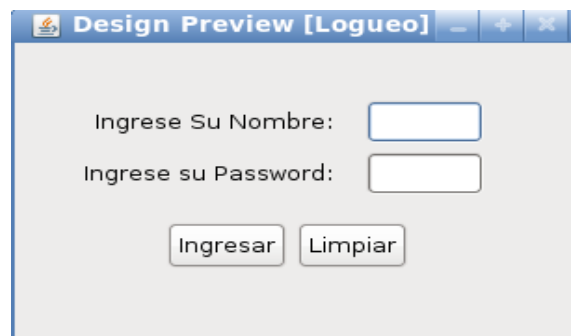 Design Preview [Logueo]
Ingrese Su Nombre:
Ingrese su Password:
Ingresar Limpiar